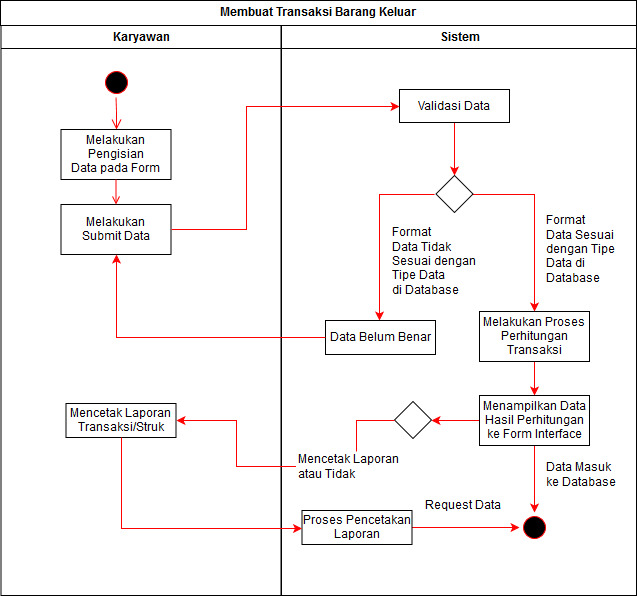 Membuat Transaksi Barang Keluar
Karyawan
Sistem
Validasi Data
Melakukan
Pengisian
Data pada Form
Melakukan
Submit Data
Format
Data Tidak
Sesuai dengan
Tipe Data
di Database
Format
Data Sesuai
dengan Tipe
Data di
Database
Data Belum Benar
Melakukan Proses
Perhitungan
Transaksi
Mencetak Laporan
Transaksi/Struk
Menampilkan Data
Hasil Perhitungan
ke Form Interface
Mencetak Laporan
atau Tidak
Data Masuk
ke Database
Request Data
Proses Pencetakan
Laporan